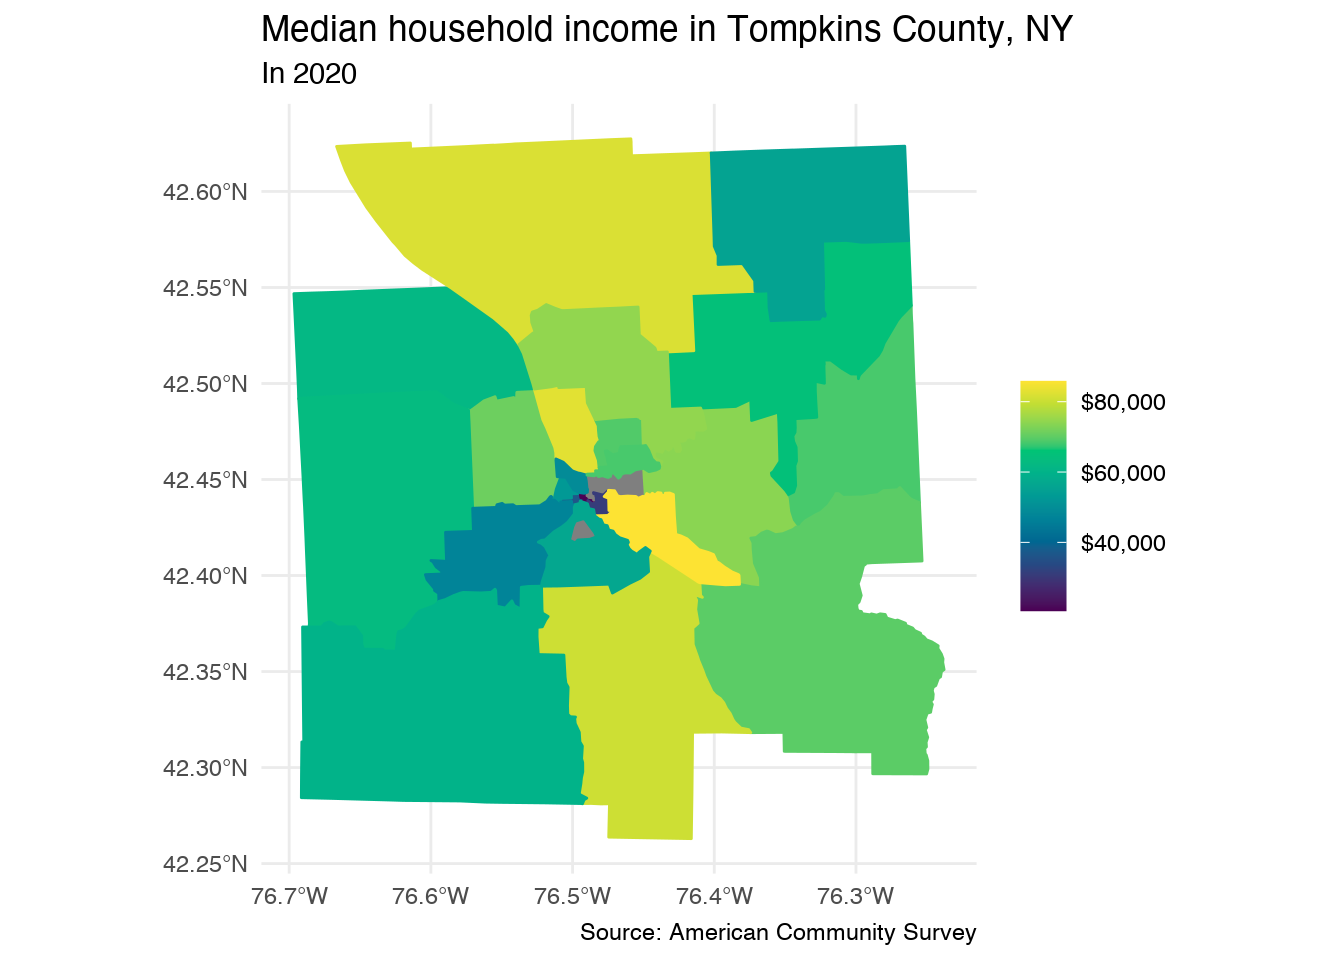 Median household income in Tompkins County, NY
In 2020
42.60°N
42.55°N
42.50°N
42.45°N
42.40°N
42.35°N
42.30°N
42.25°N
76.7°W 76.6°W 76.5°W 76.4°W 76.3°W
$80,000
$60,000
$40,000
Source: American Community Survey